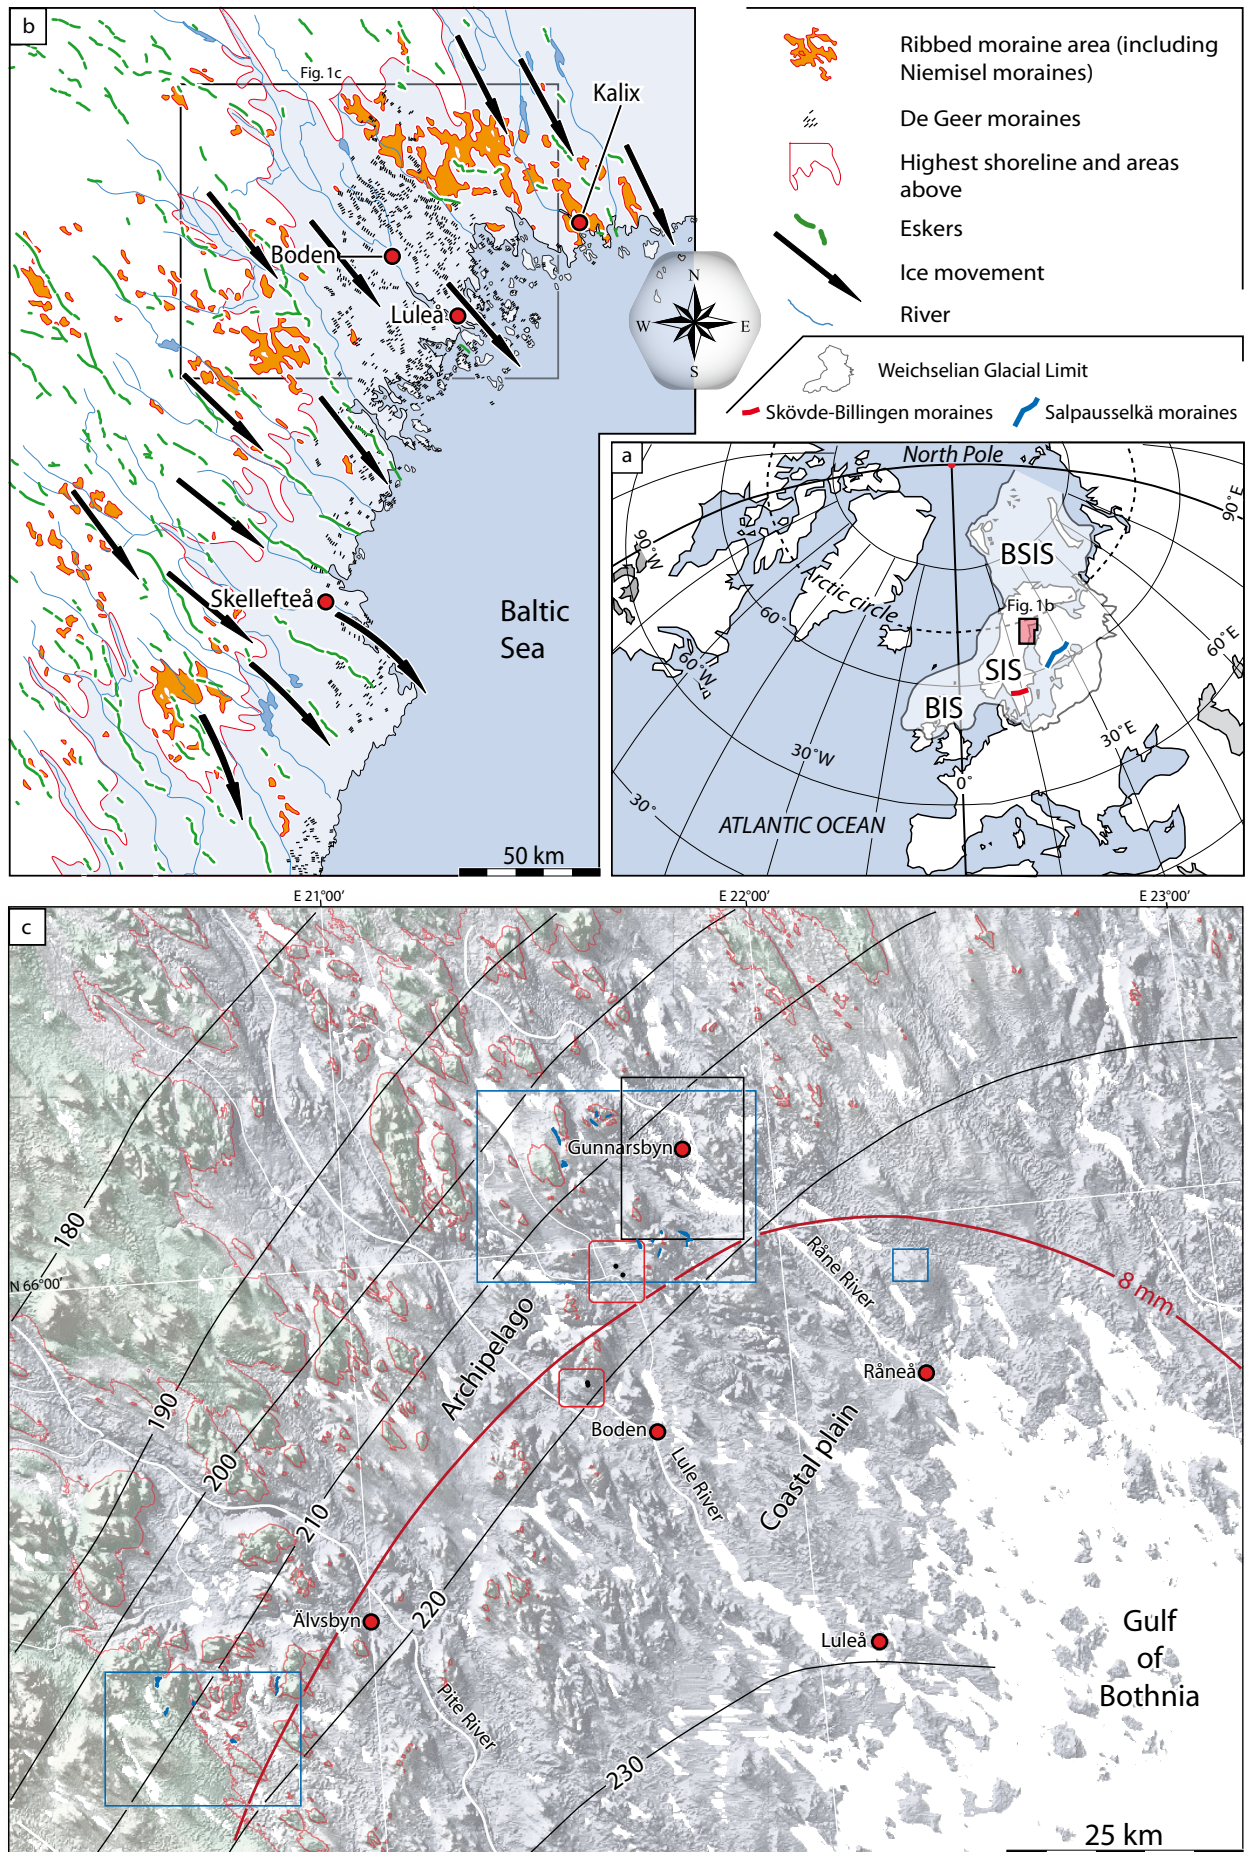 b
Fig. 1c
Kalix
Boden
Luleå
Skellefteå
Baltic
Sea
50 km
Ribbed moraine area (including
Niemisel moraines)
De Geer moraines
Highest shoreline and areas
above
Eskers
Ice movement
River
N
W
E
S
Weichselian Glacial Limit
Skövde-Billingen moraines
Salpausselkä moraines
a
North Pole
90°W
90°E
BSIS
Arctic circle
Fig. 1b
60°
60°W
60°E
SIS
BIS
30°W
30°E
0°
30°
ATLANTIC OCEAN
E 21°00′
E 22°00′
E 23°00′
c
Gunnarsbyn
180
N 66°00′
Råne River
8 mm
Archipelago
190
Råneå
Boden
200
Lule River
Coastal plain
210
220
Älvsbyn
Luleå
Gulf
of
Bothnia
Pite River
230
25 km